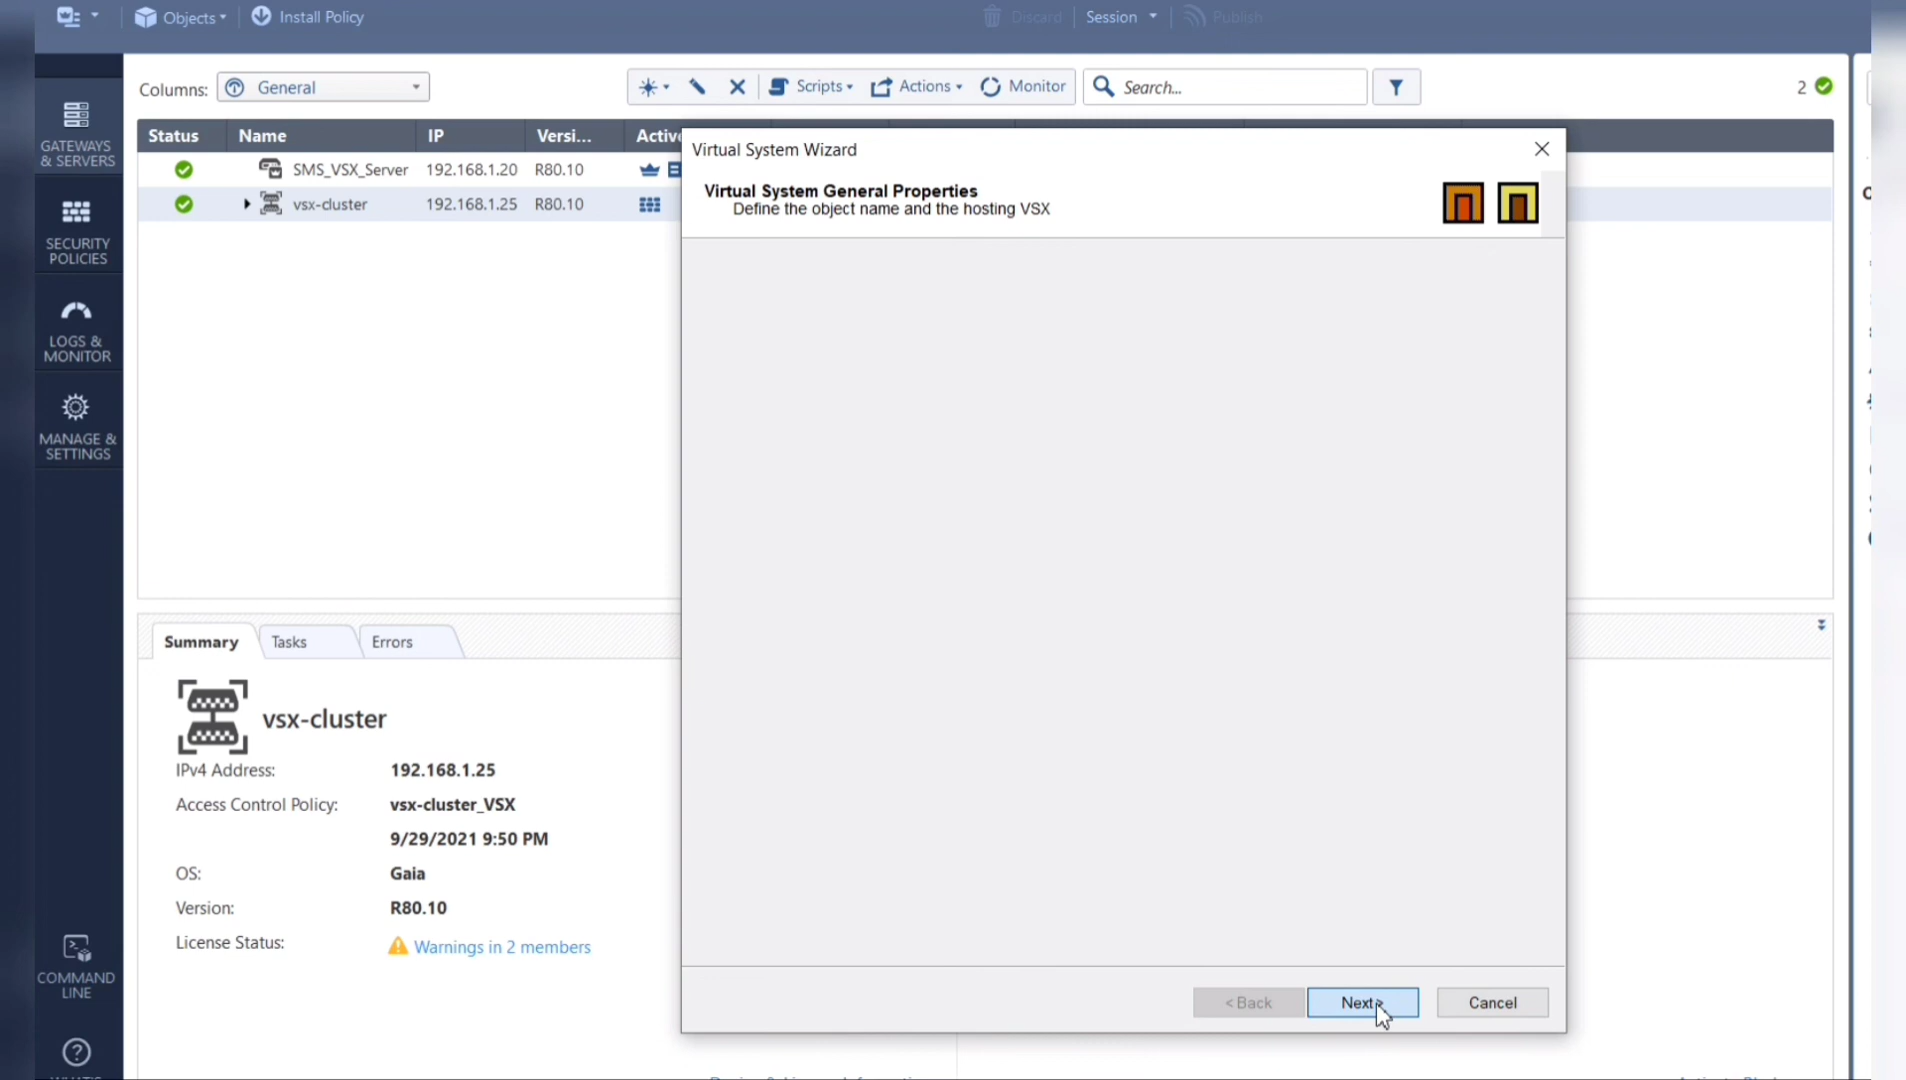 Objects
Install Policy
Discard
Session
Publish
Columns:
General
Scripts
Actions
Monitor
Search...
2
GATEWAYS
& SERVERS
SECURITY
POLICIES
LOGS &
MONITOR
MANAGE &
SETTINGS
COMMAND
LINE
Status Name IP Versi...
SMS_VSX_Server 192.168.1.20 R80.10
vsx-cluster 192.168.1.25 R80.10
Virtual System Wizard
Virtual System General Properties
Define the object name and the hosting VSX
< Back
Next
Cancel
Summary
Tasks
Errors
vsx-cluster
IPv4 Address: 192.168.1.25
Access Control Policy: vsx-cluster_VSX
9/29/2021 9:50 PM
OS: Gaia
Version: R80.10
License Status: Warnings in 2 members